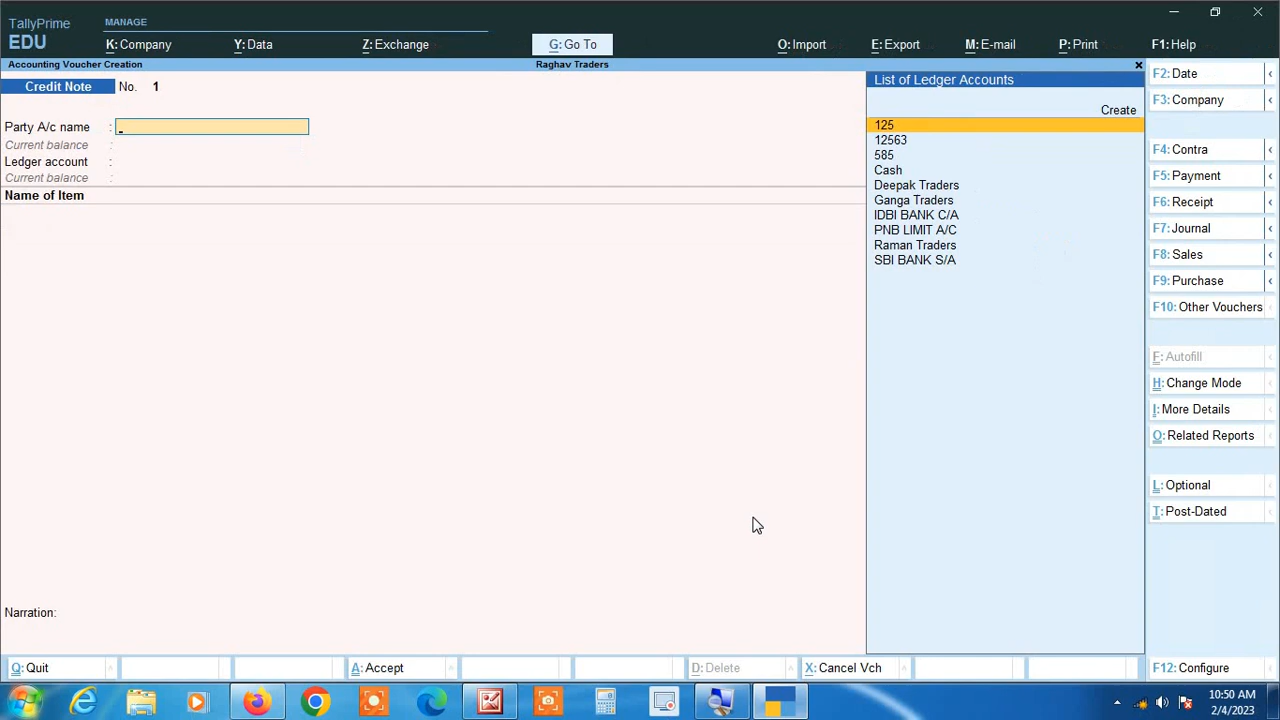 TallyPrime
EDU
MANAGE
K: Company
Y: Data
Z: Exchange
G: Go To
O: Import
E: Export
M: E-mail
P: Print
F1: Help
Accounting Voucher Creation
Raghav Traders
Credit Note No. 1
Party A/c name :
Current balance :
Ledger account :
Current balance :
Name of Item
Narration:
List of Ledger Accounts
Create
125
12563
585
Cash
Deepak Traders
Ganga Traders
IDBI BANK C/A
PNB LIMIT A/C
Raman Traders
SBI BANK S/A
F2: Date
F3: Company
F4: Contra
F5: Payment
F6: Receipt
F7: Journal
F8: Sales
F9: Purchase
F10: Other Vouchers
F: Autofill
H: Change Mode
I: More Details
O: Related Reports
L: Optional
T: Post-Dated
Q: Quit
A: Accept
D: Delete
X: Cancel Vch
F12: Configure
10:50 AM
2/4/2023